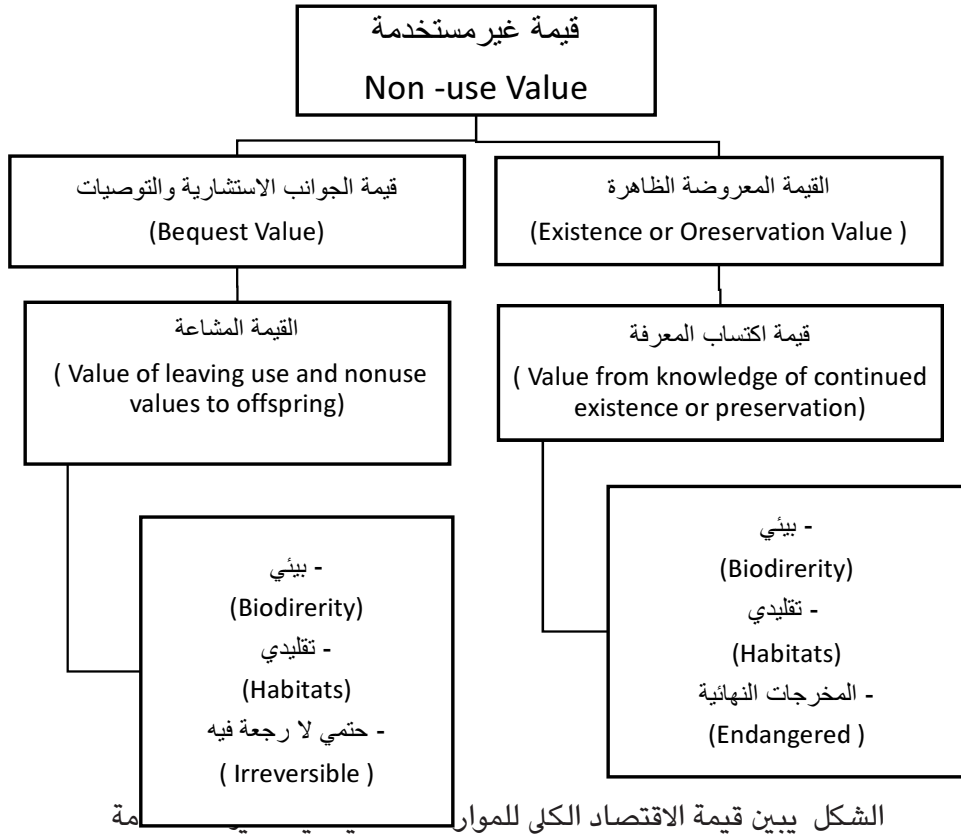 قيمة غير مستخدمة
Non -use Value
القيمة المعروضة الظاهرة
(Existence or Oreservation Value )
قيمة الجوانب الاستشارية والتوصيات
(Bequest Value)
قيمة اكتساب المعرفة
( Value from knowledge of continued
existence or preservation)
القيمة المشاعة
( Value of leaving use and nonuse
values to offspring)
- بيئي
(Biodirerity)
- تقليدي
(Habitats)
- المخرجات النهائية
(Endangered )
- بيئي
(Biodirerity)
- تقليدي
(Habitats)
- حتمي لا رجعة فيه
( Irreversible )
الشكل يبين قيمة الاقتصاد الكلي